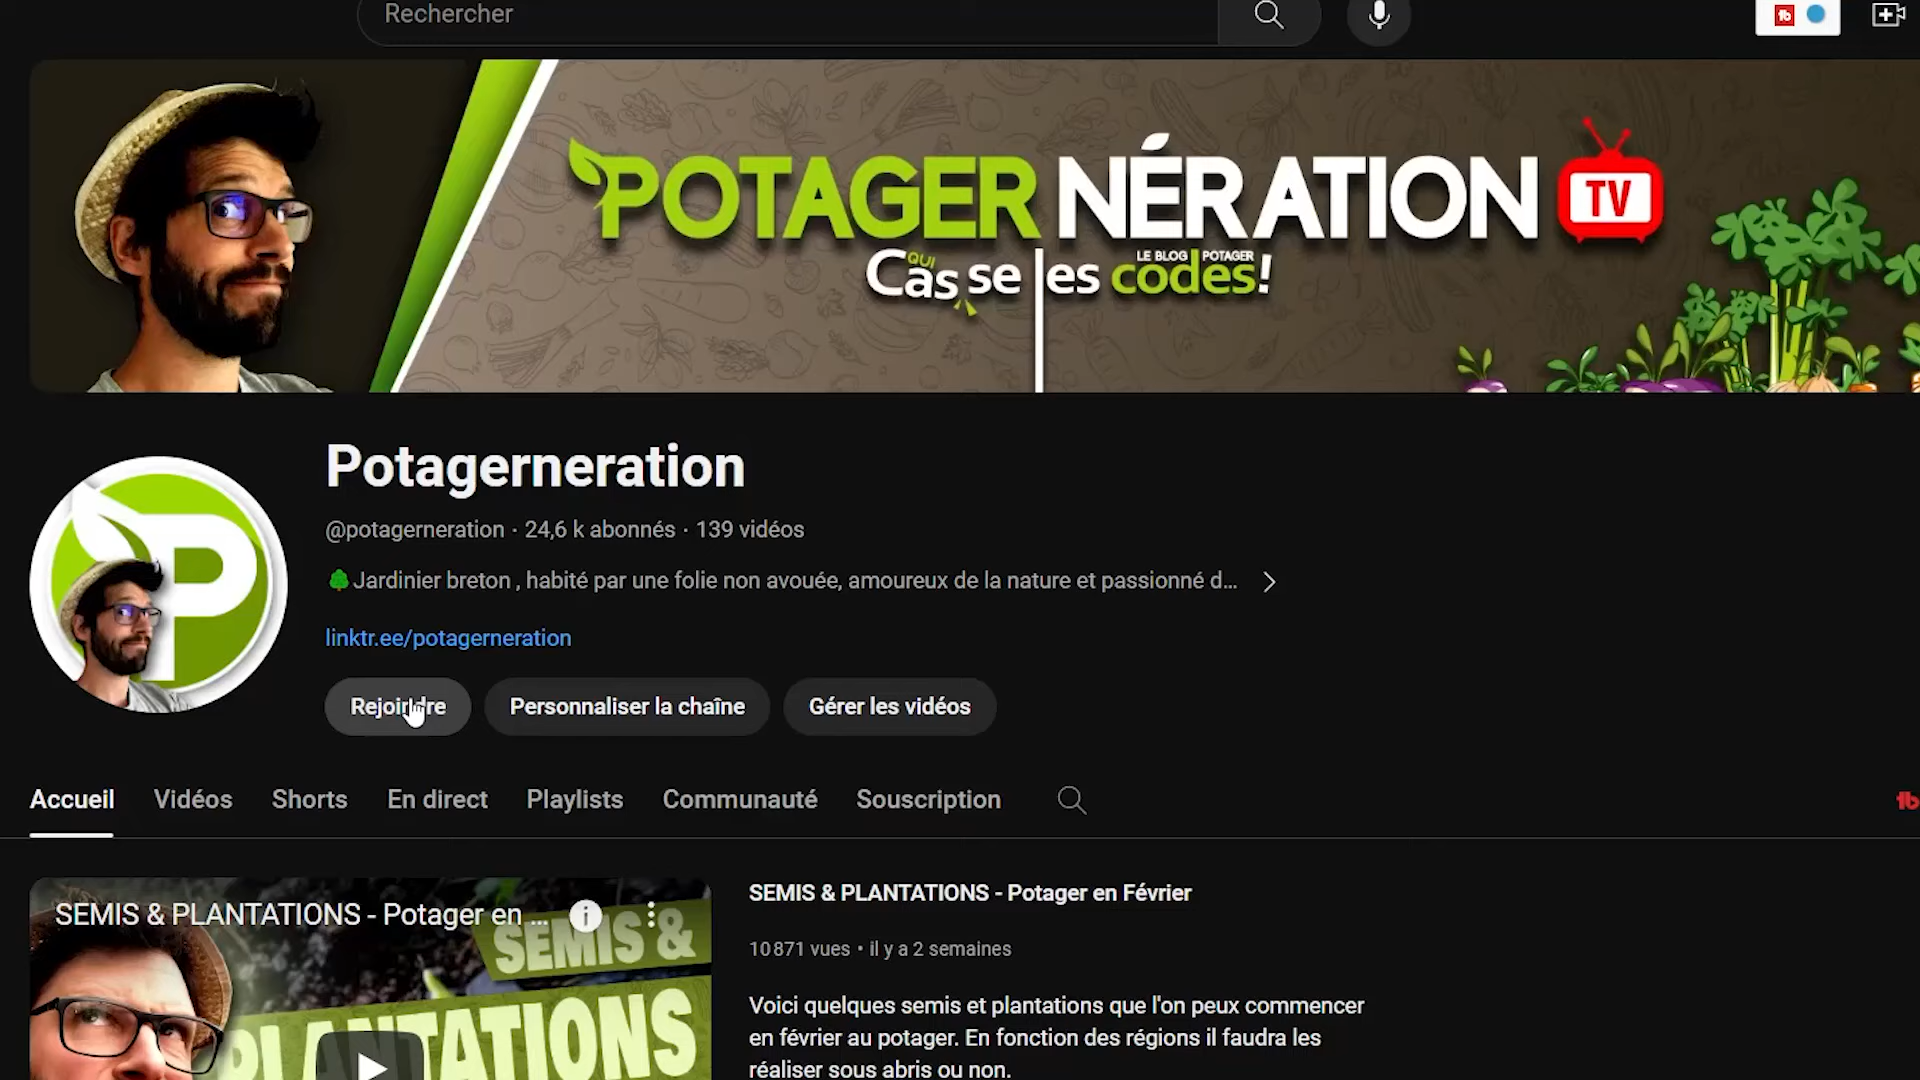 Rechercher
POTAGER NÉRATION TV
QUI
LE BLOG POTAGER
Casse les codes!
Potagerneration
@potagerneration · 24,6 k abonnés · 139 vidéos
Jardinier breton , habité par une folie non avouée, amoureux de la nature et passionné d...
linktr.ee/potagerneration
Rejoindre
Personnaliser la chaîne
Gérer les vidéos
Accueil
Vidéos
Shorts
En direct
Playlists
Communauté
Souscription
SEMIS & PLANTATIONS - Potager en ...
SEMIS &
PLANTATIONS
SEMIS & PLANTATIONS - Potager en Février
10 871 vues • il y a 2 semaines
Voici quelques semis et plantations que l'on peux commencer
en février au potager. En fonction des régions il faudra les
réaliser sous abris ou non.